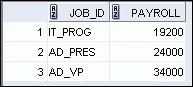 JOB_ID PAYROLL
1 IT_PROG 19200
2 AD_PRES 24000
3 AD_VP 34000